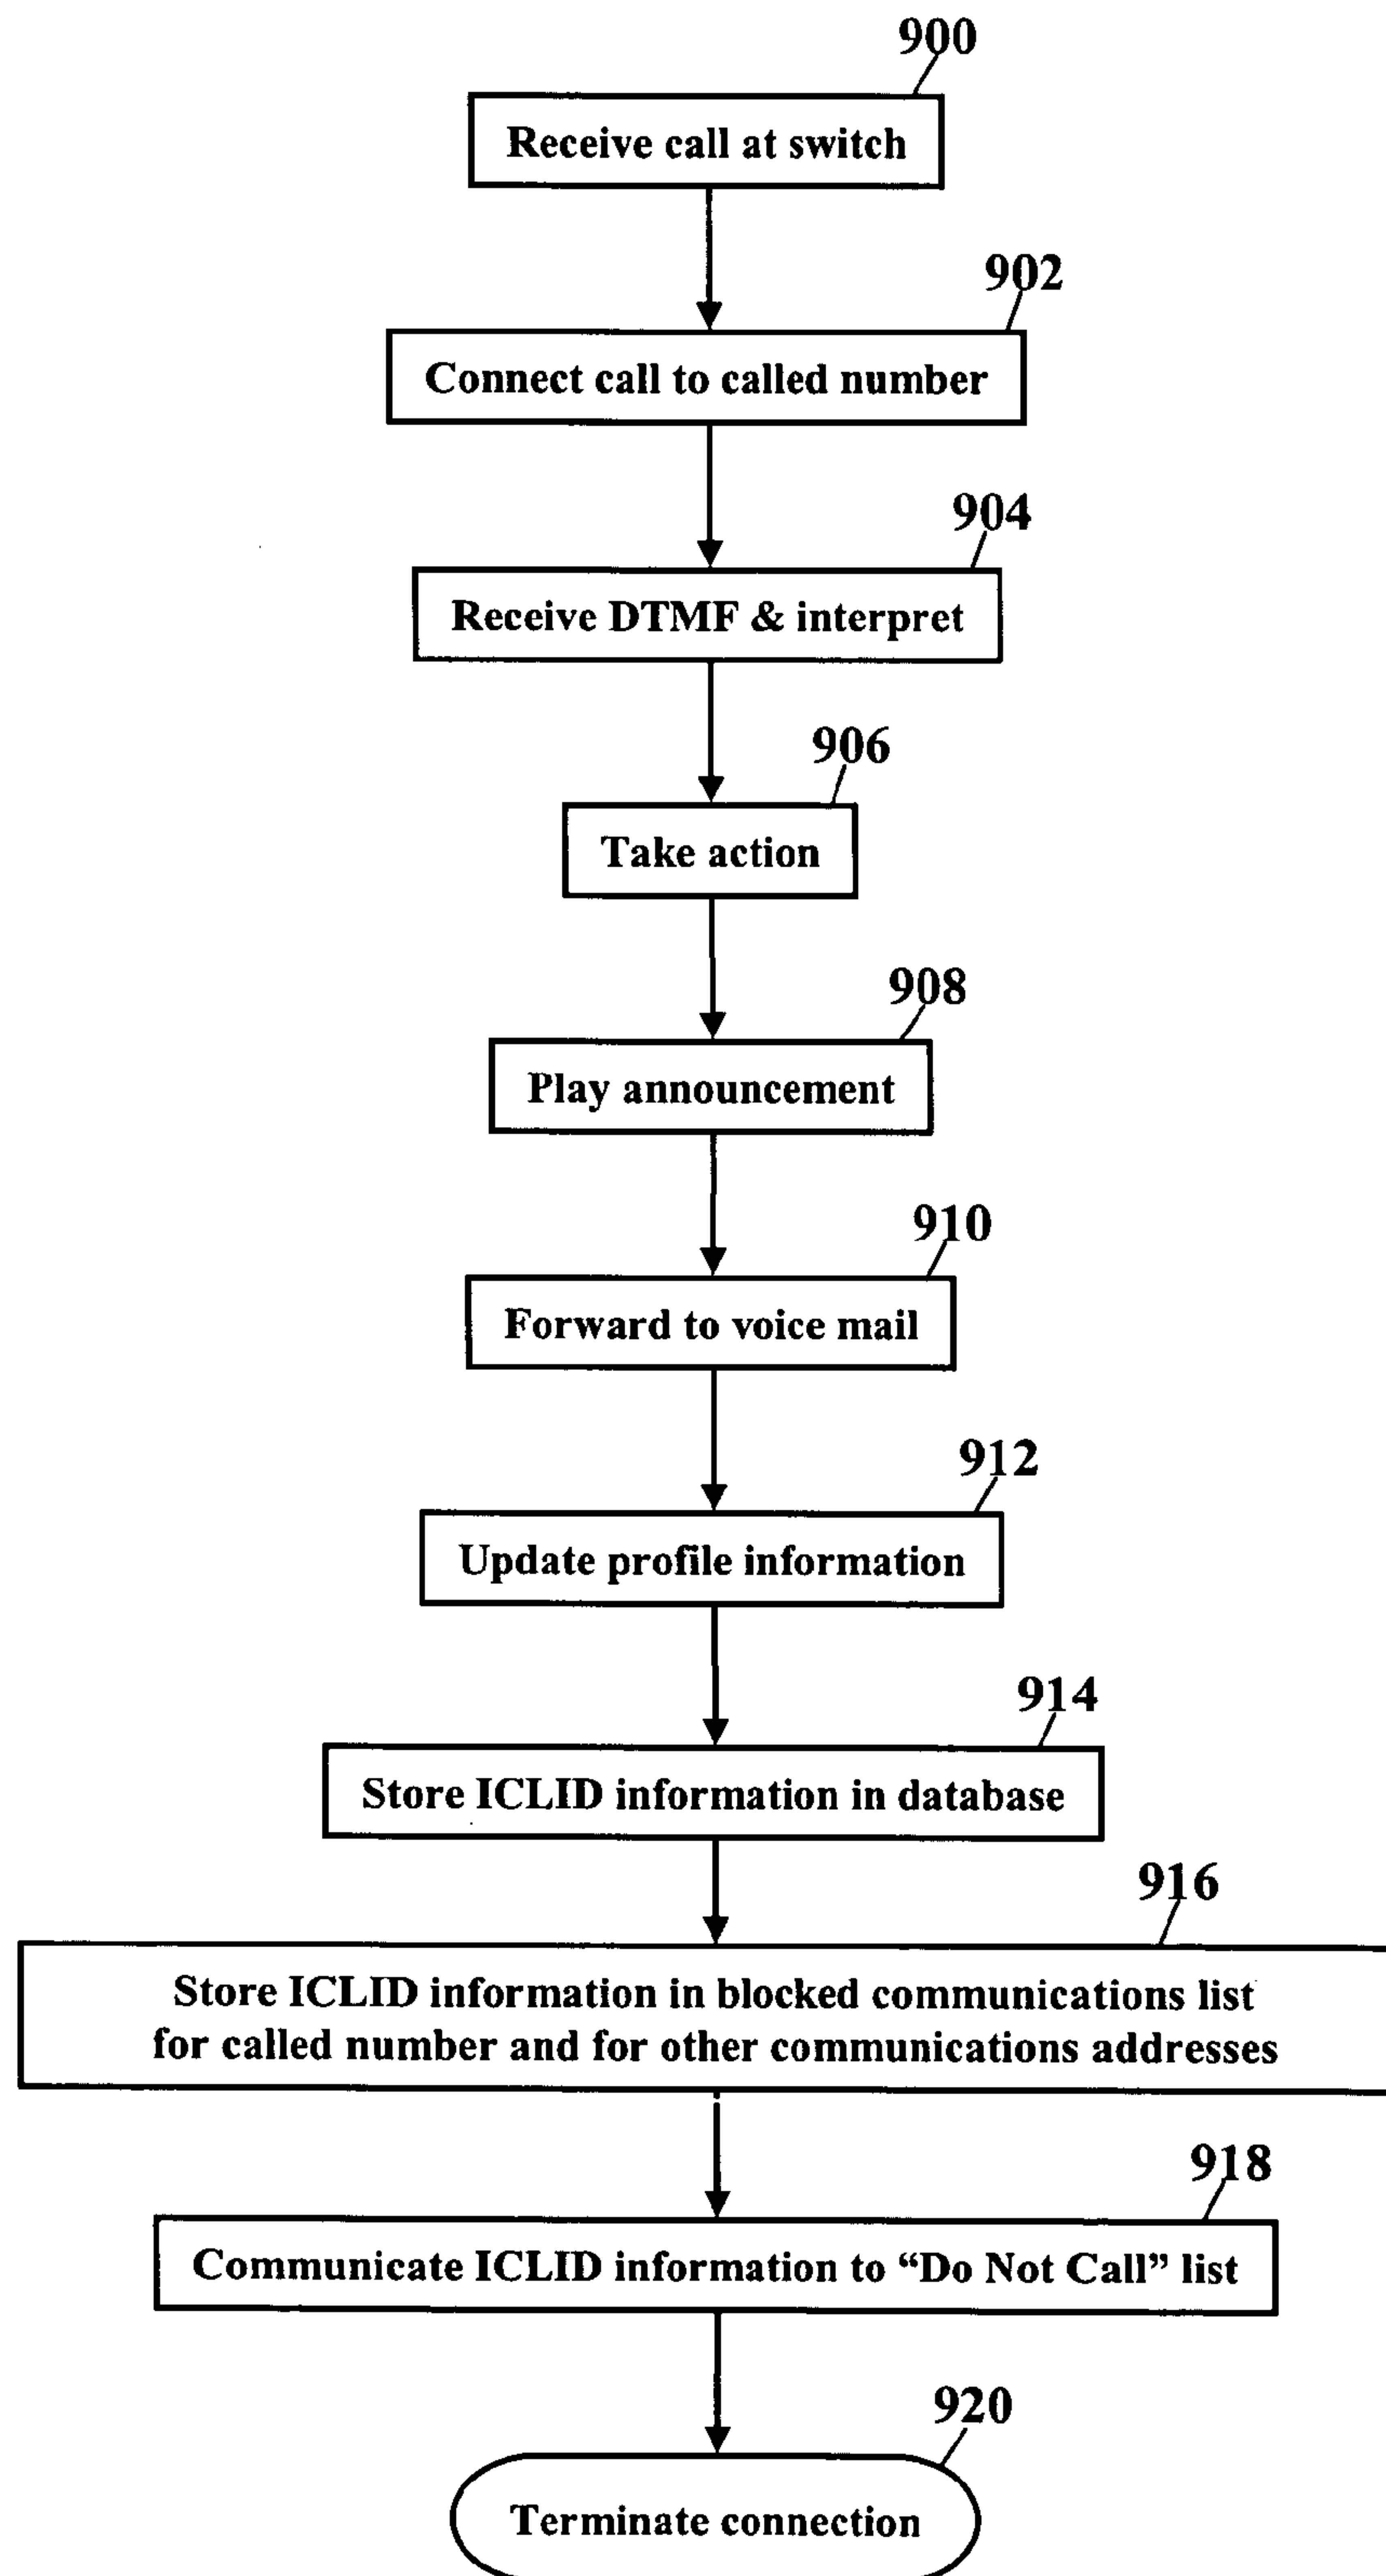 900
Receive call at switch
902
Connect call to called number
904
Receive DTMF & interpret
906
Take action
908
Play announcement
910
Forward to voice mail
912
Update profile information
914
Store ICLID information in database
916
Store ICLID information in blocked communications list
for called number and for other communications addresses
918
Communicate ICLID information to “Do Not Call” list
920
Terminate connection